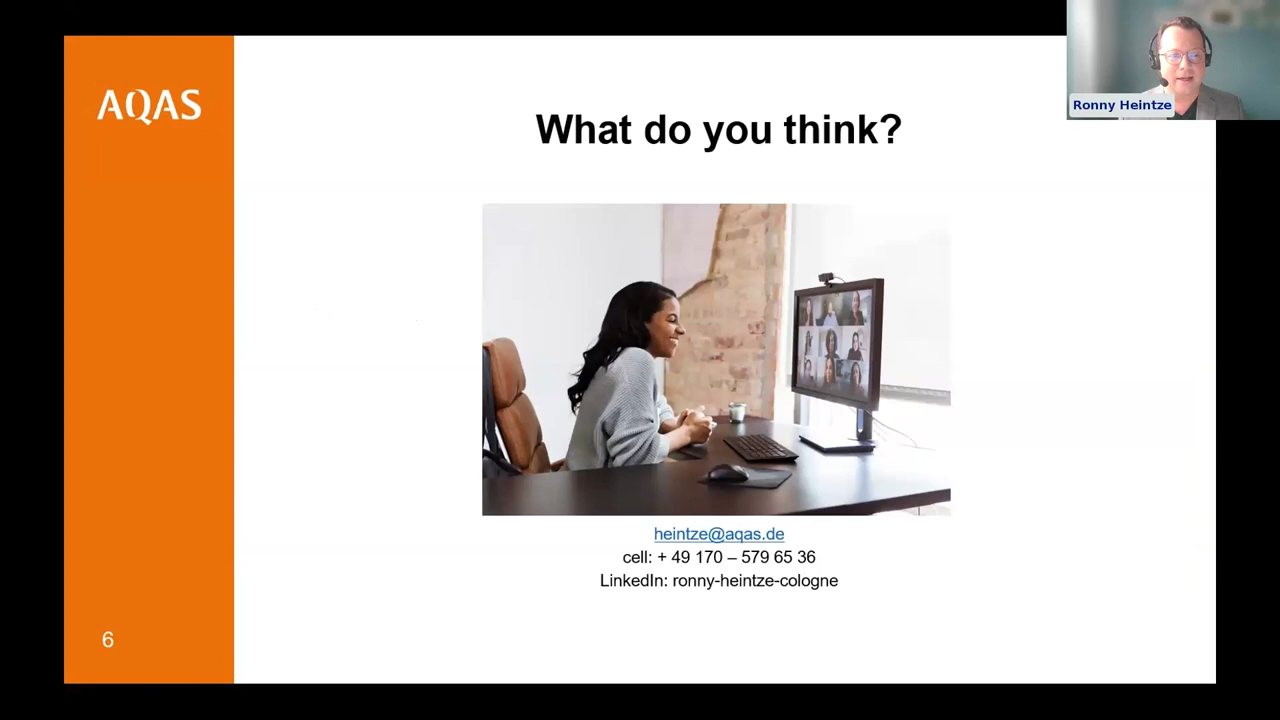 AQAS
What do you think?
Ronny Heintze
heintze@aqas.de
cell: + 49 170 – 579 65 36
LinkedIn: ronny-heintze-cologne
6